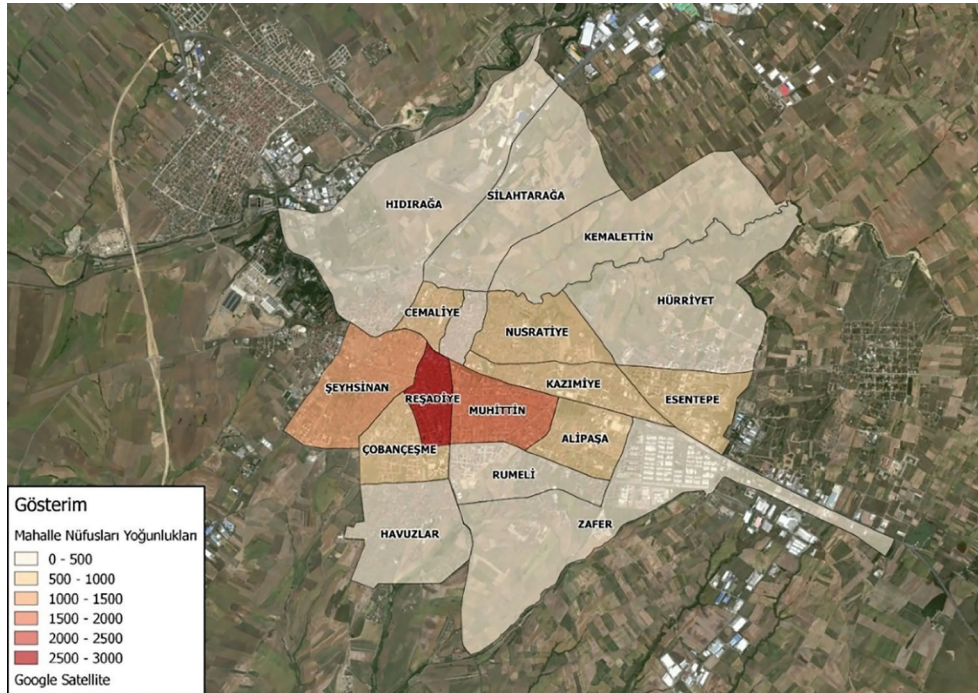 HIDIRAĞA
SİLAHTARAĞA
KEMALETTİN
HÜRRİYET
CEMALİYE
NUSRATİYE
ŞEYHSİNAN
REŞADİYE
MUHİTTİN
KAZIMİYE
ESENTEPE
ÇOBANÇEŞME
ALİPAŞA
RUMELİ
HAVUZLAR
ZAFER
Gösterim
Mahalle Nüfusları Yoğunlukları
0 - 500
500 - 1000
1000 - 1500
1500 - 2000
2000 - 2500
2500 - 3000
Google Satellite